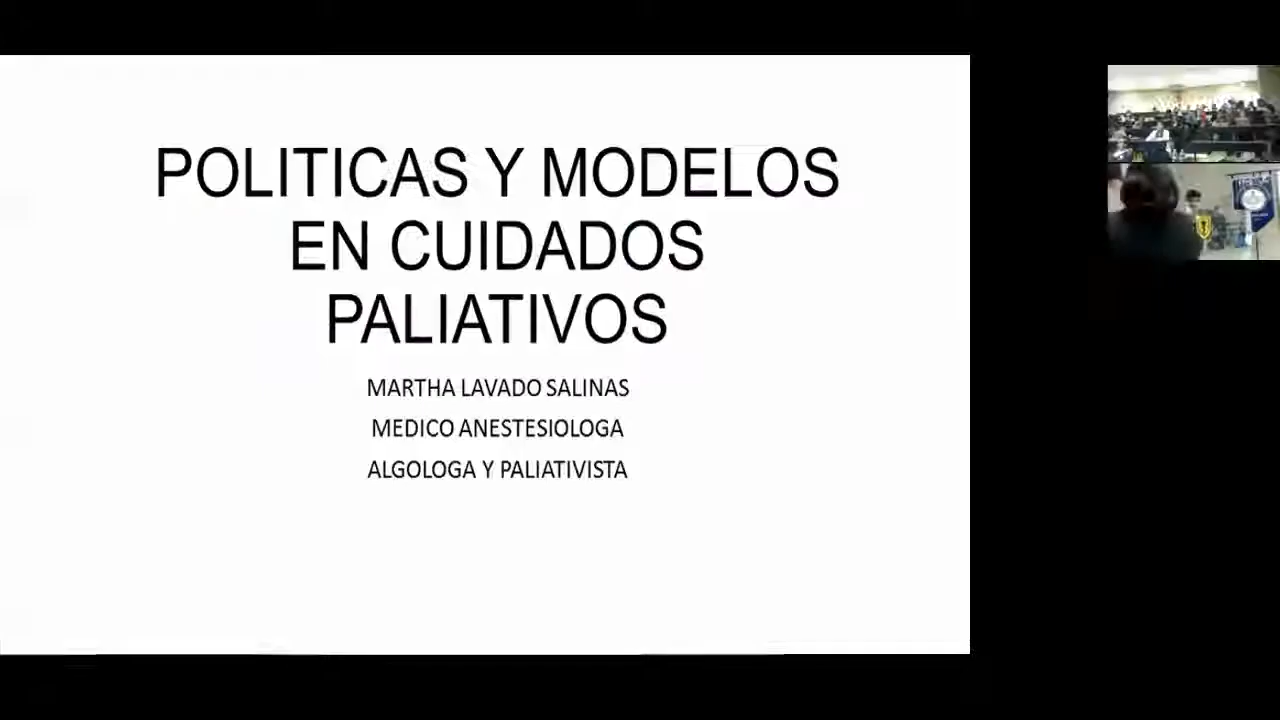 POLITICAS Y MODELOS
EN CUIDADOS
PALIATIVOS
MARTHA LAVADO SALINAS
MEDICO ANESTESIOLOGA
ALGOLOGA Y PALIATIVISTA